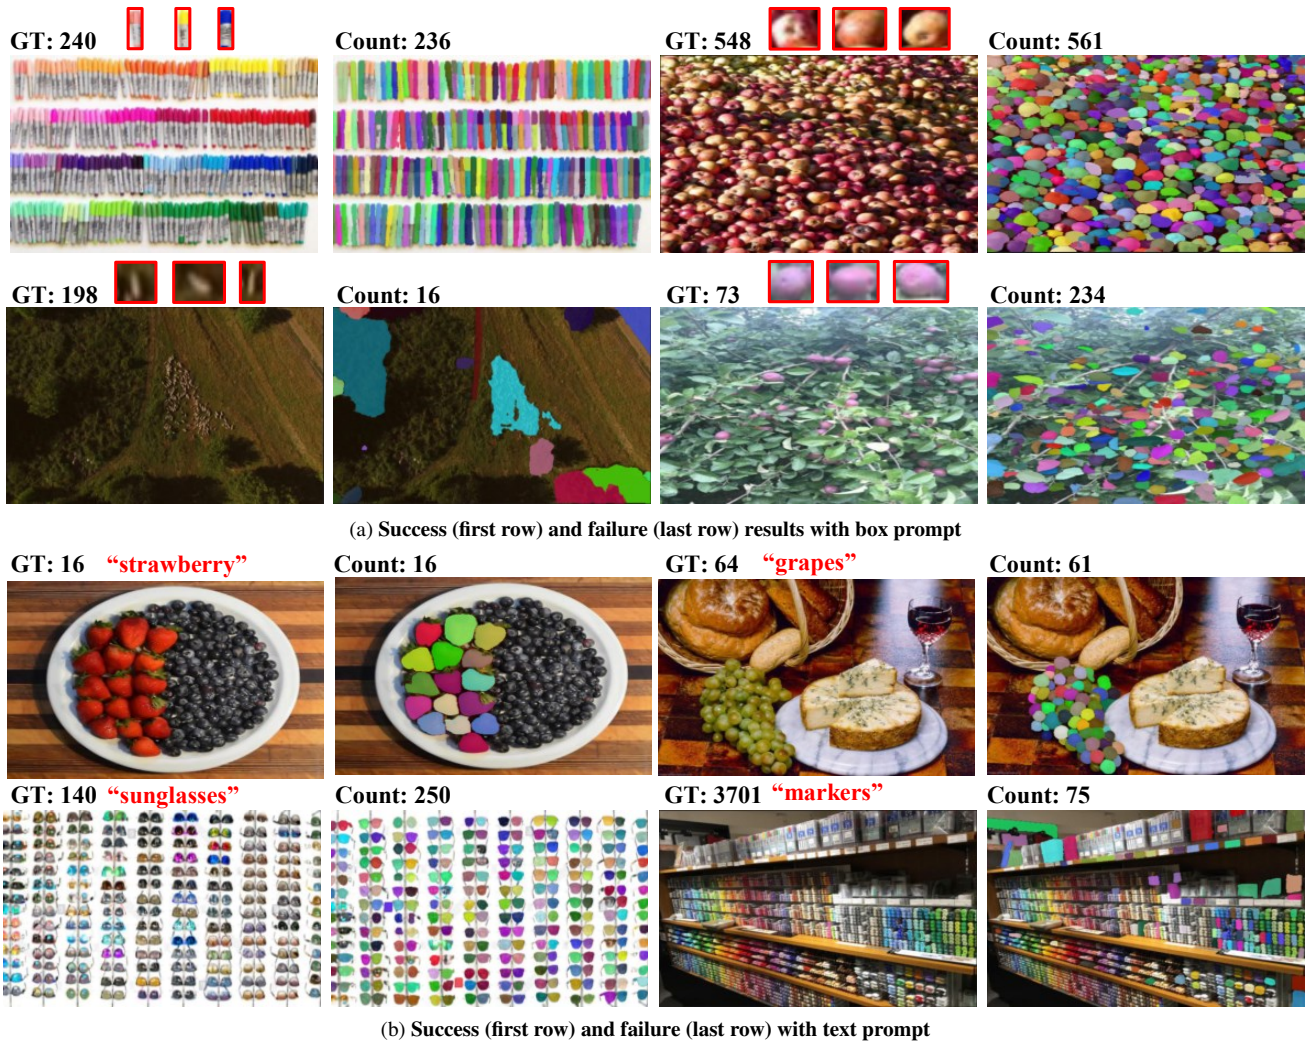 GT: 240 Count: 236 GT: 548 Count: 561
GT: 198 Count: 16 GT: 73 Count: 234
(a) Success (first row) and failure (last row) results with box prompt
GT: 16 “strawberry” Count: 16 GT: 64 “grapes” Count: 61
GT: 140 “sunglasses” Count: 250 GT: 3701 “markers” Count: 75
(b) Success (first row) and failure (last row) with text prompt